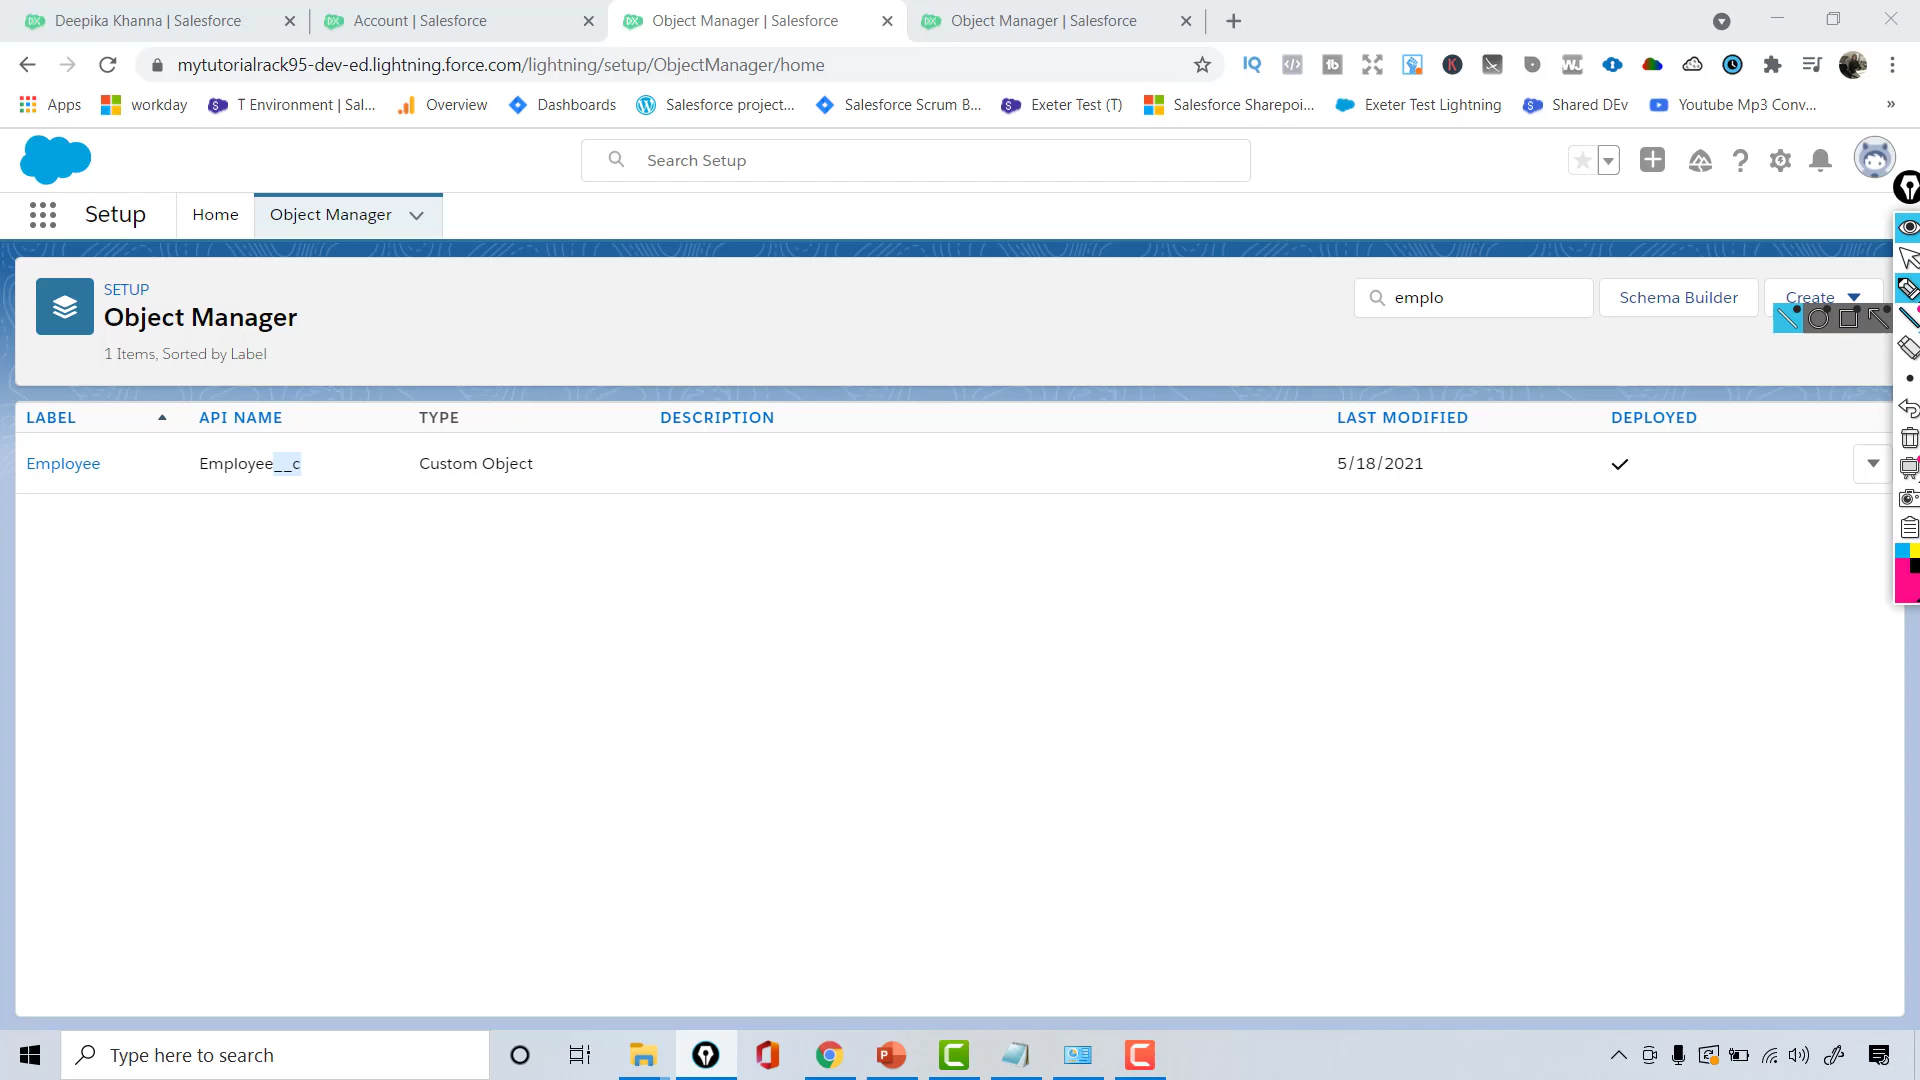 Deepika Khanna | Salesforce
Account | Salesforce
Object Manager | Salesforce
Object Manager | Salesforce
mytutorialrack95-dev-ed.lightning.force.com/lightning/setup/ObjectManager/home
Apps
workday
T Environment | Sal...
Overview
Dashboards
Salesforce project...
Salesforce Scrum B...
Exeter Test (T)
Salesforce Sharepoi...
Exeter Test Lightning
Shared DEv
Youtube Mp3 Conv...
»
Search Setup
Setup
Home
Object Manager
SETUP
Object Manager
1 Items, Sorted by Label
emplo
Schema Builder
Create
LABEL
API NAME
TYPE
DESCRIPTION
LAST MODIFIED
DEPLOYED
Employee
Employee__c
Custom Object
5/18/2021
Type here to search